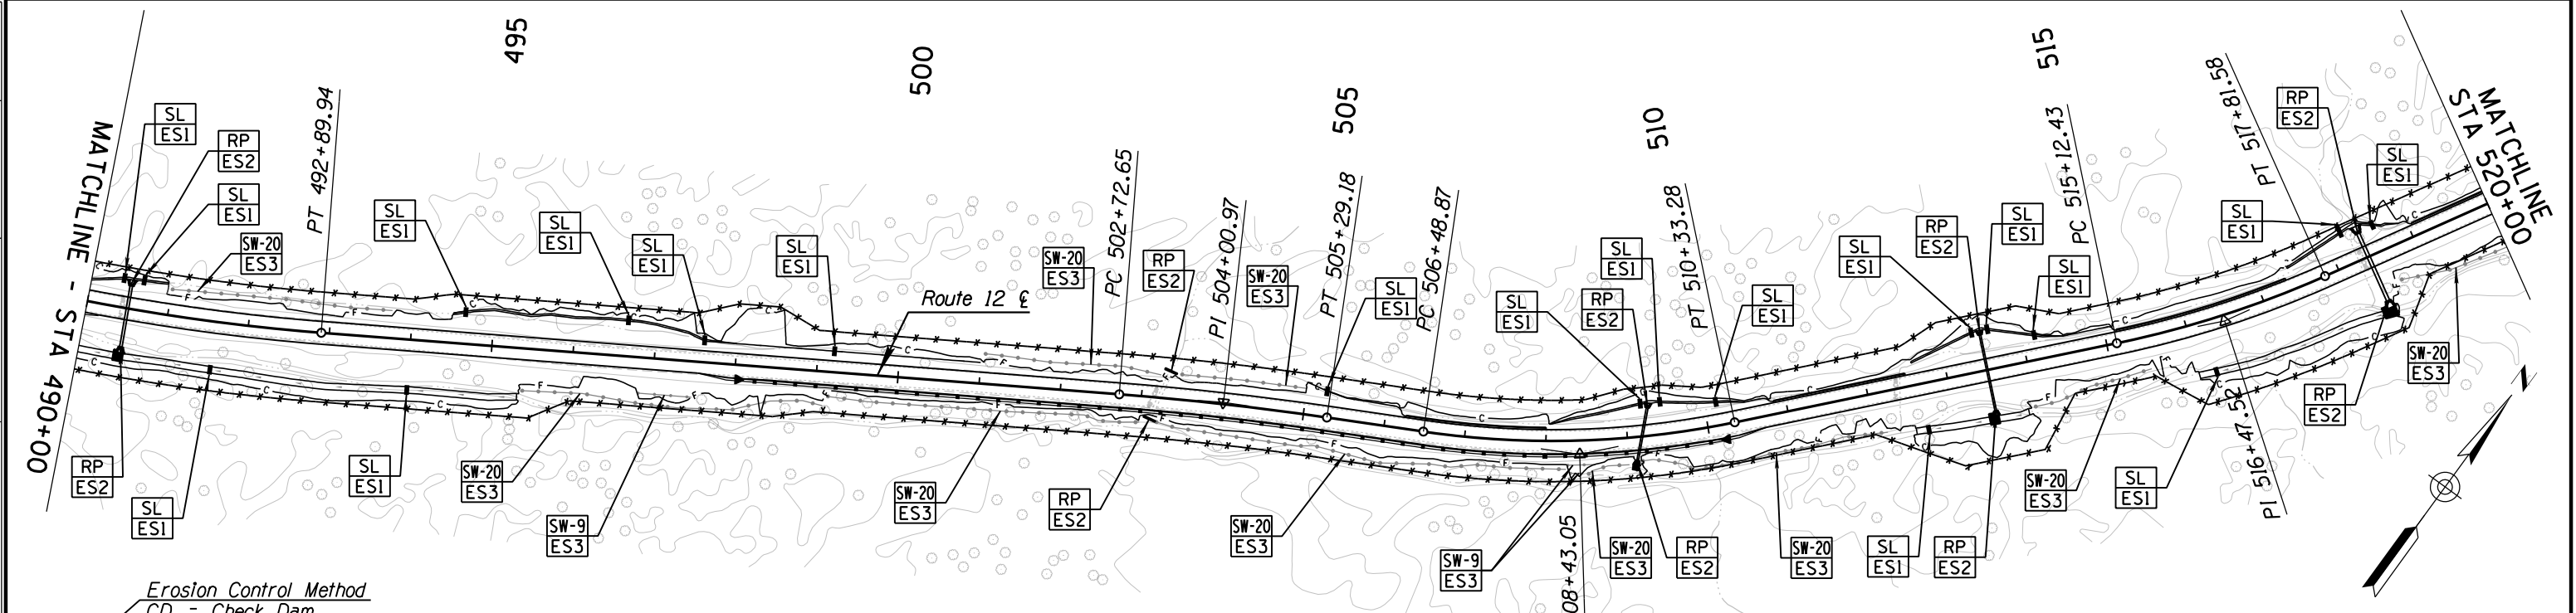 495
500
505
510
515
MATCHLINE - STA 490+00
SL
ES1
RP
ES2
SL
ES1
SW-20
ES3
PT 492+89.94
SL
ES1
SL
ES1
SL
ES1
SL
ES1
Route 12 ℄
SW-20
ES3
PC 502+72.65
RP
ES2
PI 504+00.97
SW-20
ES3
PT 505+29.18
SL
ES1
PC 506+48.87
SL
ES1
RP
ES2
SL
ES1
PT 510+33.28
SL
ES1
SL
ES1
RP
ES2
SL
ES1
SL
ES1
PC 515+12.43
PT 517+81.58
SL
ES1
RP
ES2
SL
ES1
MATCHLINE
STA 520+00
RP
ES2
SL
ES1
SL
ES1
SW-20
ES3
SW-9
ES3
SW-20
ES3
RP
ES2
SW-20
ES3
SW-9
ES3
08+43.05
SW-20
ES3
RP
ES2
SW-20
ES3
SL
ES1
RP
ES2
SW-20
ES3
SL
ES1
PI 516+47.52
RP
ES2
SW-20
ES3
Erosion Control Method
CD = Check Dam